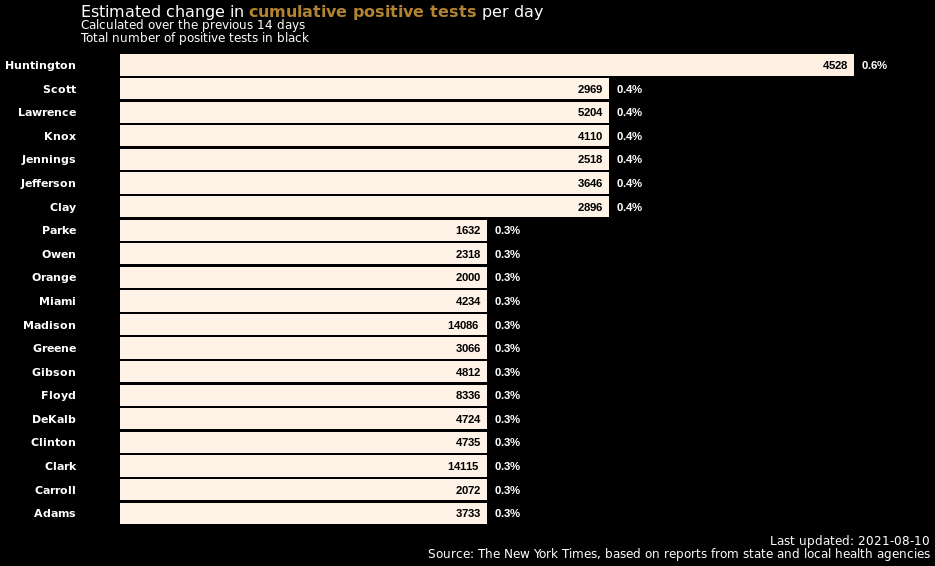 Estimated change in cumulative positive tests per day
Calculated over the previous 14 days
Total number of positive tests in black
Huntington 4528 0.6%
Scott 2969 0.4%
Lawrence 5204 0.4%
Knox 4110 0.4%
Jennings 2518 0.4%
Jefferson 3646 0.4%
Clay 2896 0.4%
Parke 1632 0.3%
Owen 2318 0.3%
Orange 2000 0.3%
Miami 4234 0.3%
Madison 14086 0.3%
Greene 3066 0.3%
Gibson 4812 0.3%
Floyd 8336 0.3%
DeKalb 4724 0.3%
Clinton 4735 0.3%
Clark 14115 0.3%
Carroll 2072 0.3%
Adams 3733 0.3%
Last updated: 2021-08-10
Source: The New York Times, based on reports from state and local health agencies